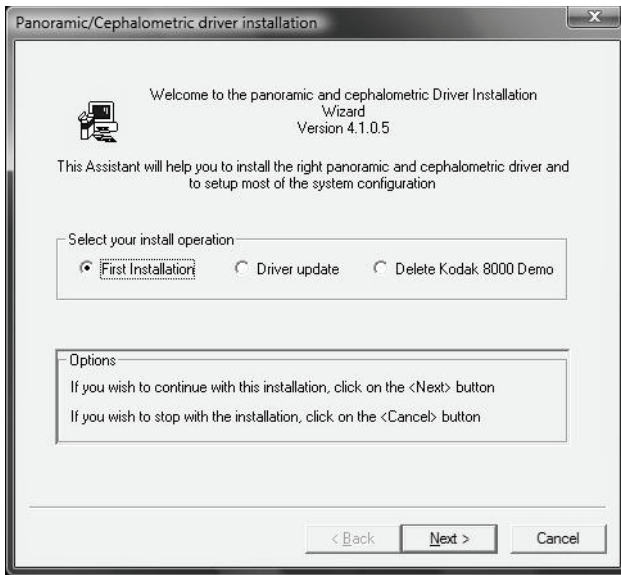 Panoramic/Cephalometric driver installation
Welcome to the panoramic and cephalometric Driver Installation
Wizard
Version 4.1.0.5
This Assistant will help you to install the right panoramic and cephalometric driver and
to setup most of the system configuration
Select your install operation
First Installation Driver update Delete Kodak 8000 Demo
Options
If you wish to continue with this installation, click on the <Next> button
If you wish to stop with the installation, click on the <Cancel> button
< Back Next > Cancel